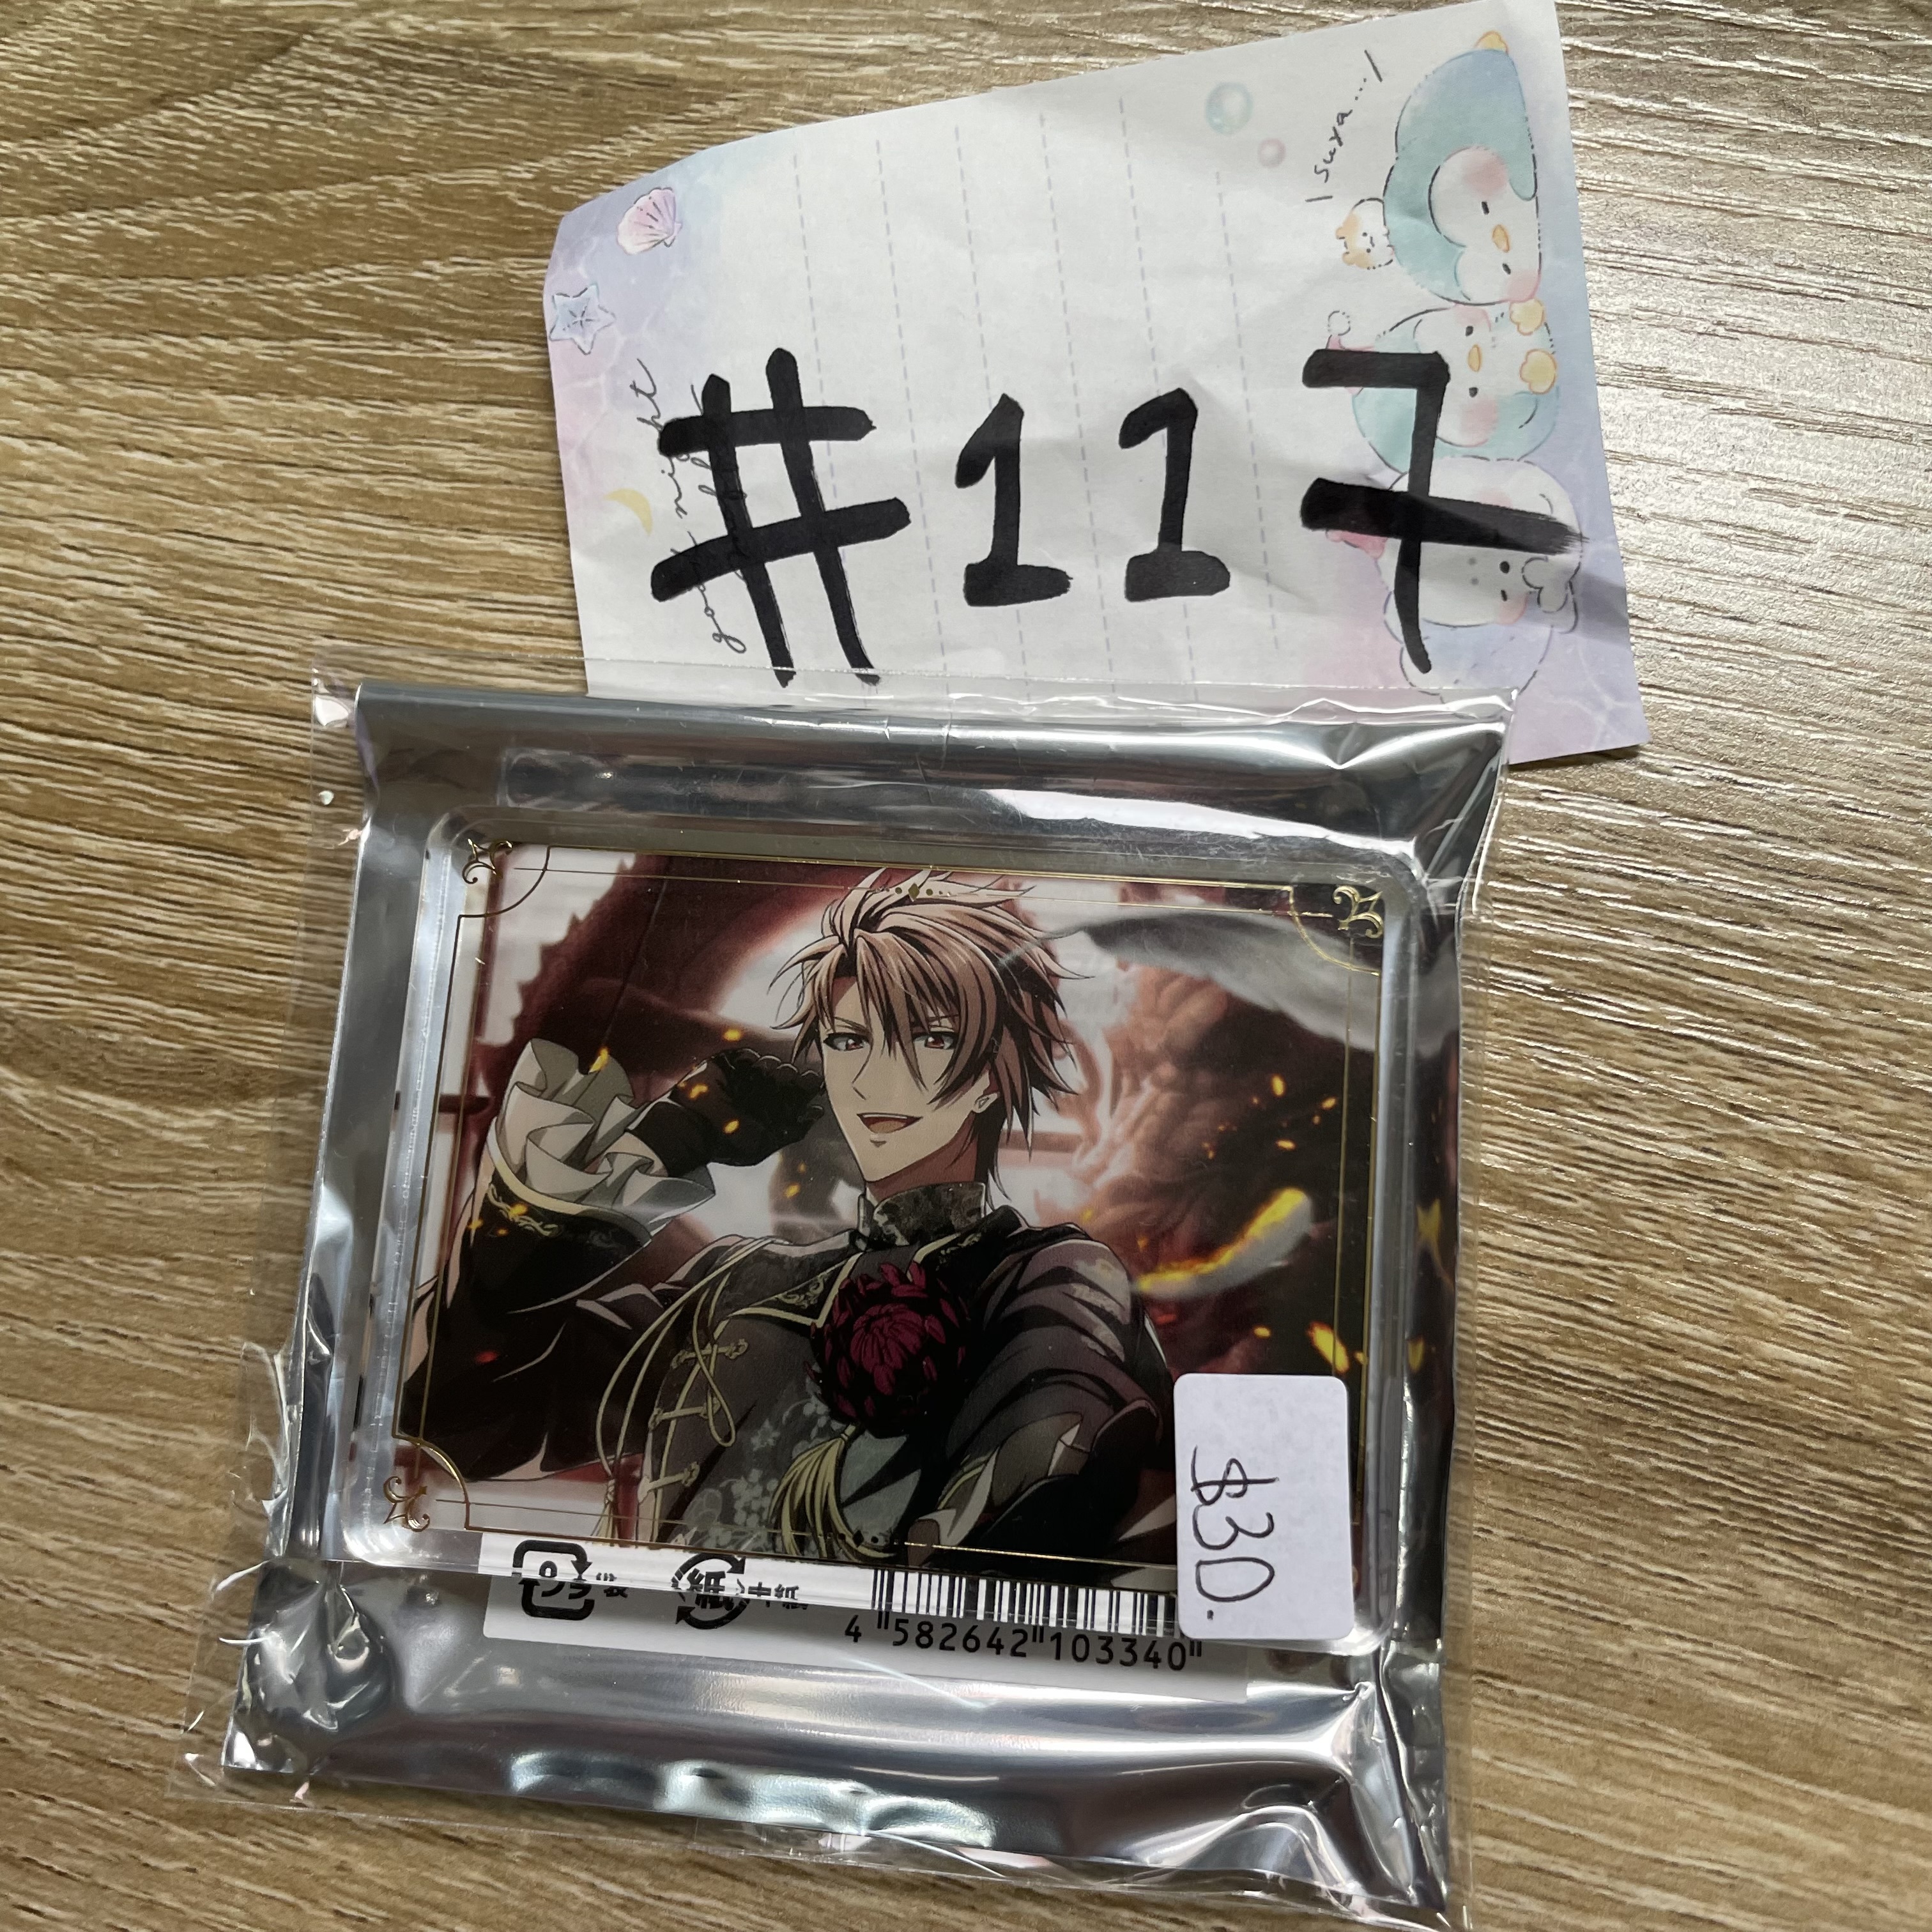 \ suya.... /
good night
#117
$30.
プラ
袋
紙
台紙
4 "582642"103340"